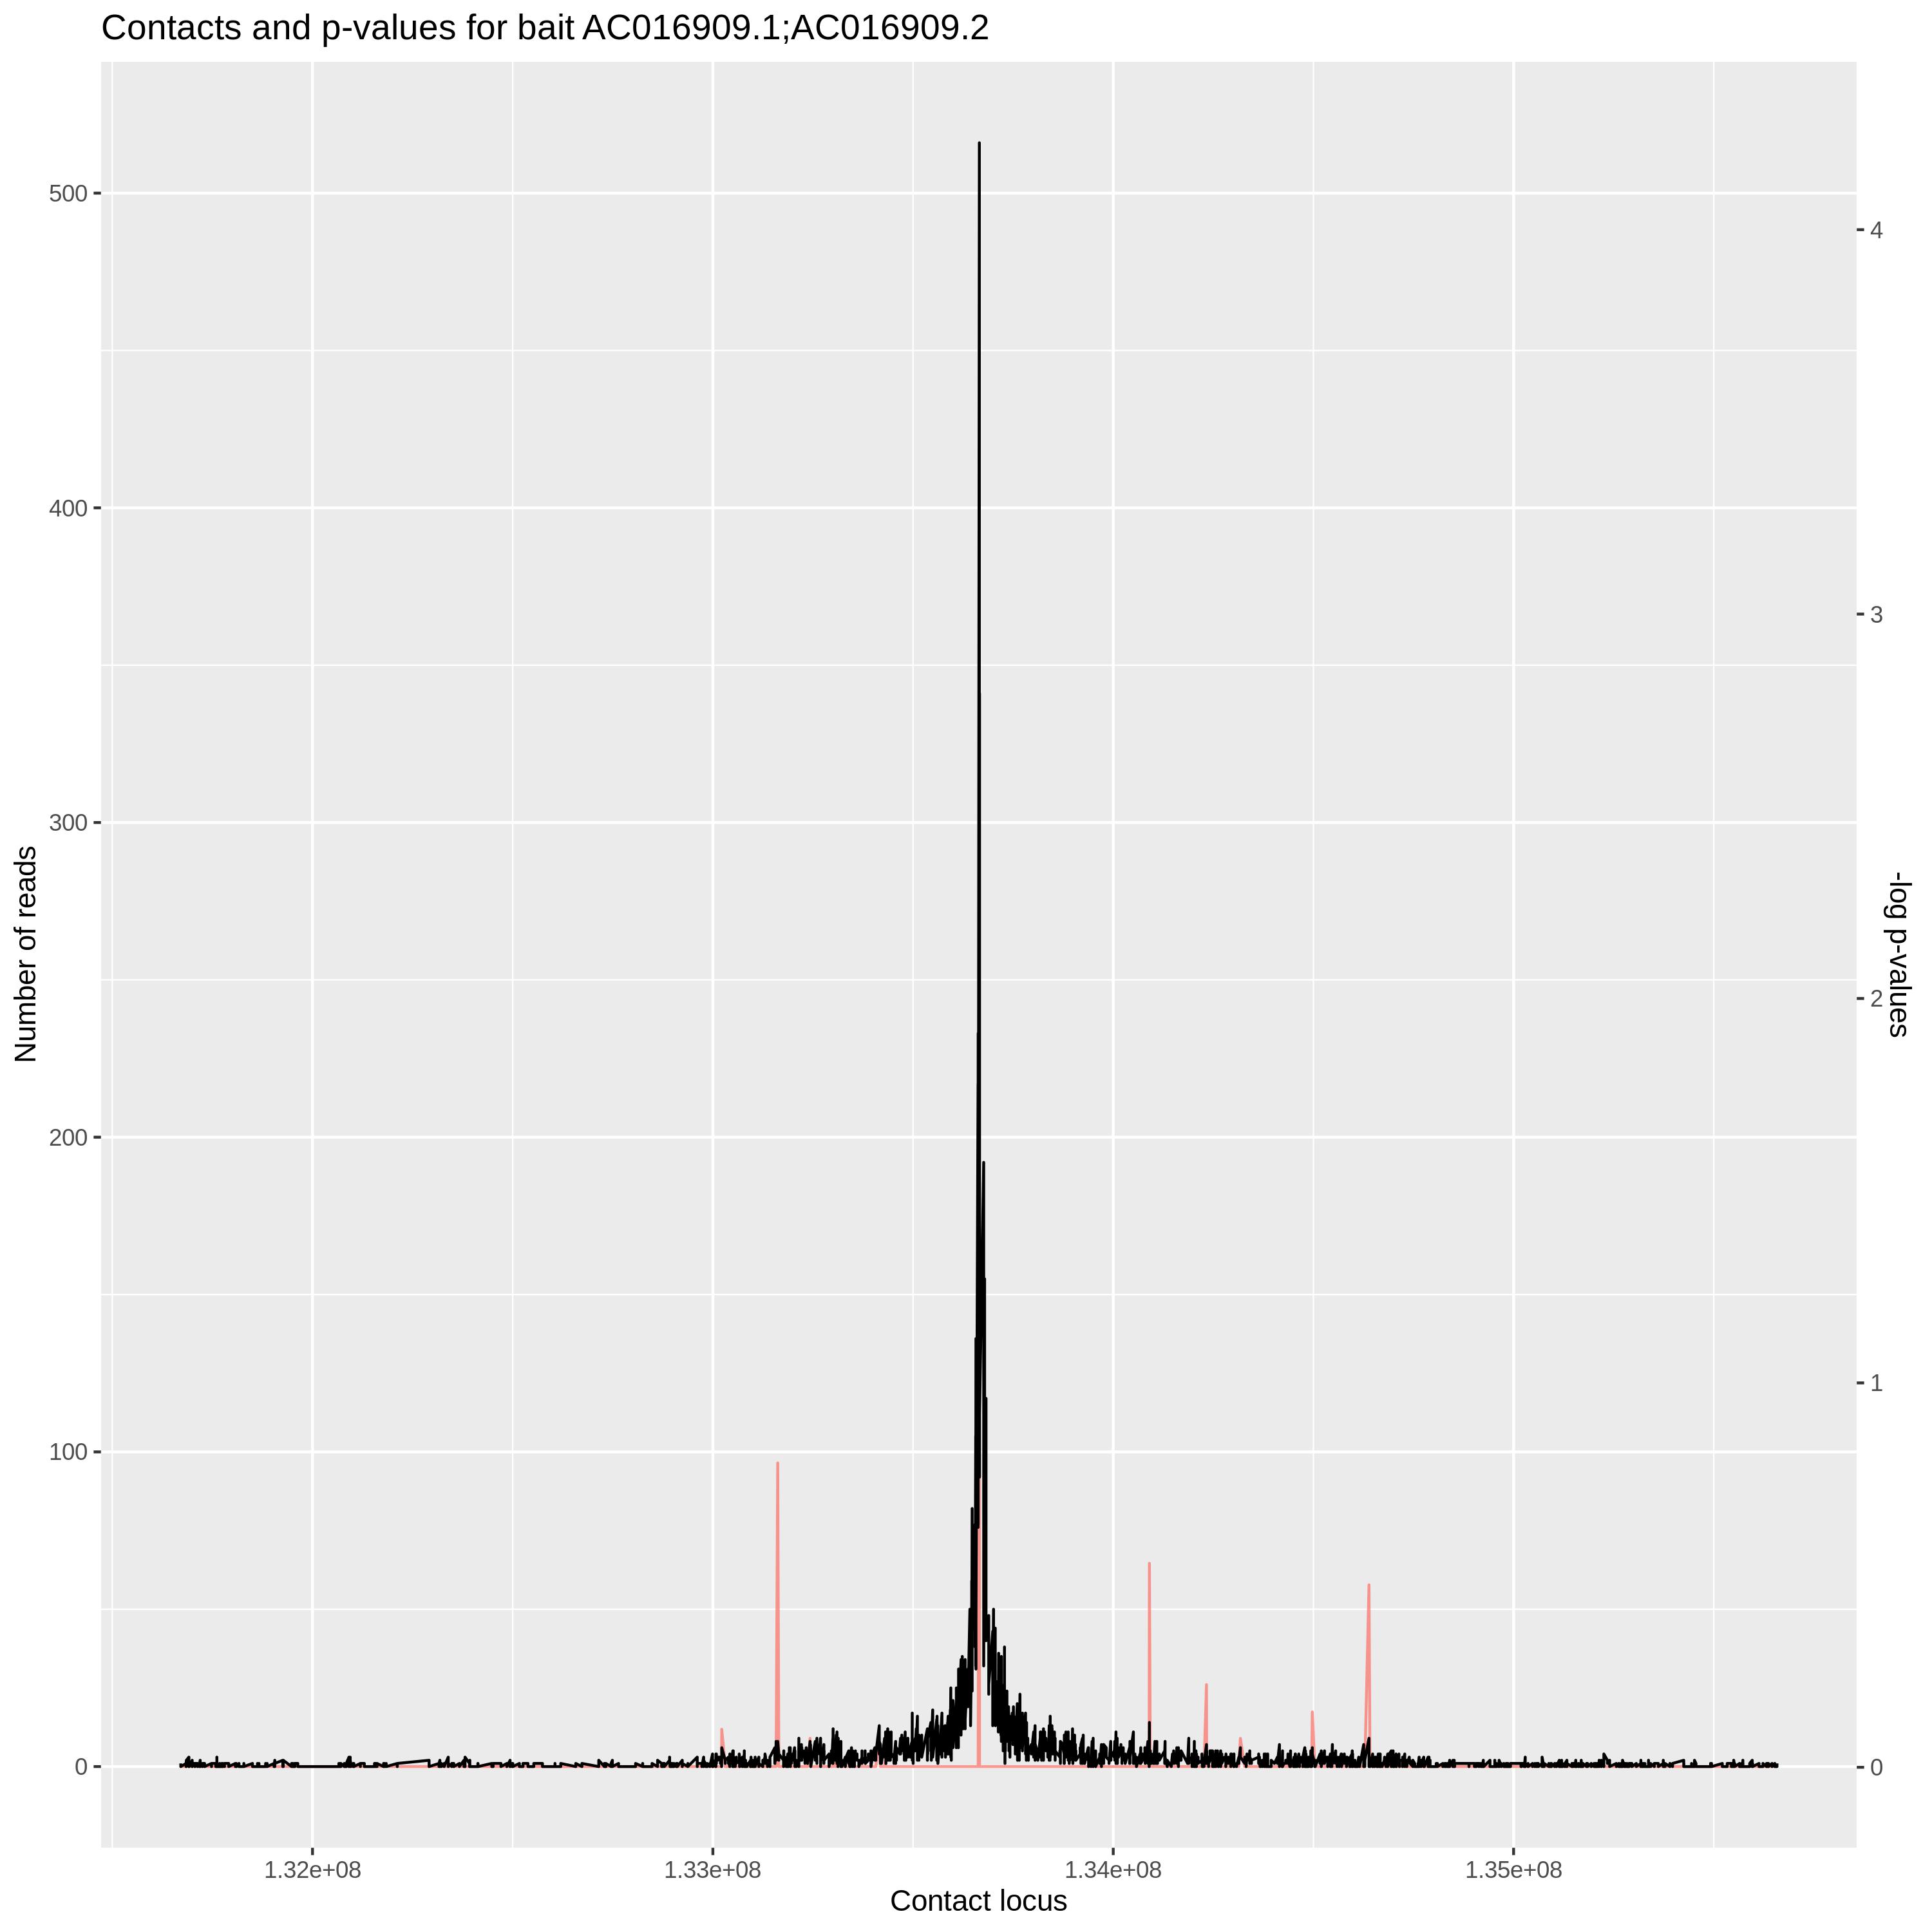 Contacts and p-values for bait AC016909.1;AC016909.2
500
400
300
200
100
0
Number of reads
4
3
2
1
0
-log p-values
1.32e+08
1.33e+08
1.34e+08
1.35e+08
Contact locus